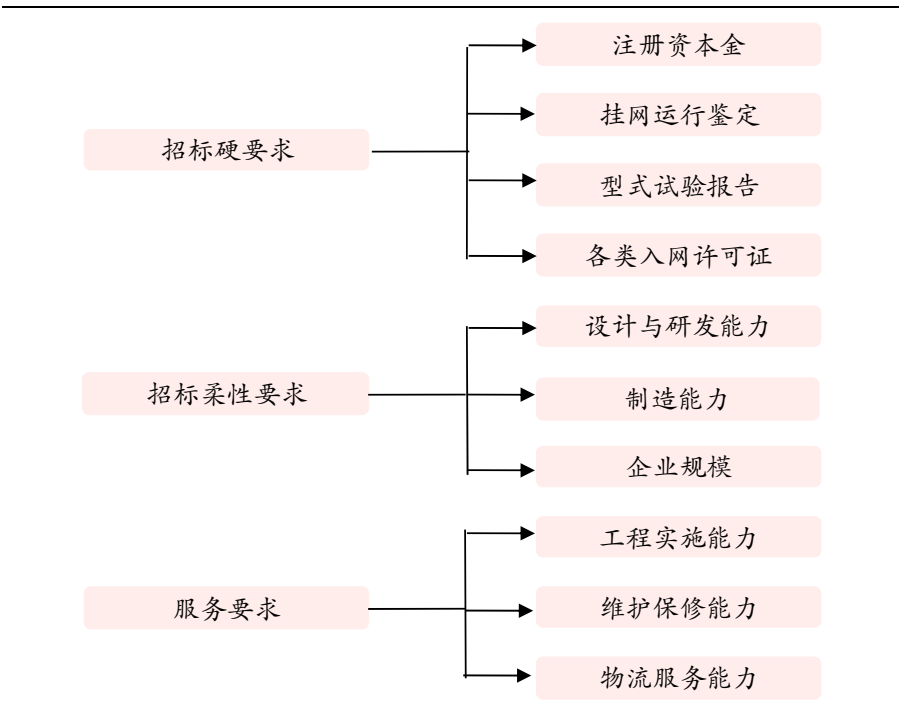 招标硬要求
注册资本金
挂网运行鉴定
型式试验报告
各类入网许可证
招标柔性要求
设计与研发能力
制造能力
企业规模
服务要求
工程实施能力
维护保修能力
物流服务能力